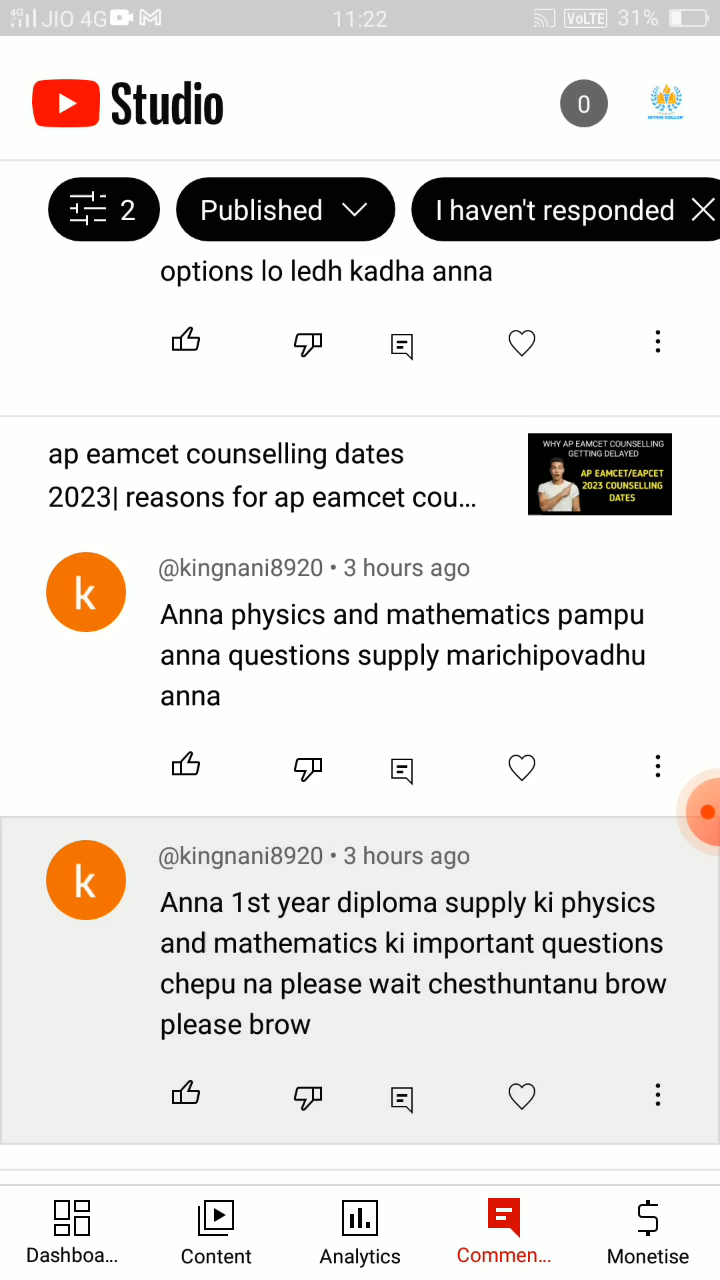 4G JIO 4G 11:22 VoLTE 31%
Studio
0
2 Published I haven't responded
options lo ledh kadha anna
ap eamcet counselling dates
2023| reasons for ap eamcet cou...
WHY AP EAMCET COUNSELLING
GETTING DELAYED
AP EAMCET/EAPCET
2023 COUNSELLING
DATES
k
@kingnani8920 • 3 hours ago
Anna physics and mathematics pampu
anna questions supply marichipovadhu
anna
k
@kingnani8920 • 3 hours ago
Anna 1st year diploma supply ki physics
and mathematics ki important questions
chepu na please wait chesthuntanu brow
please brow
Dashboa... Content Analytics Commen... Monetise